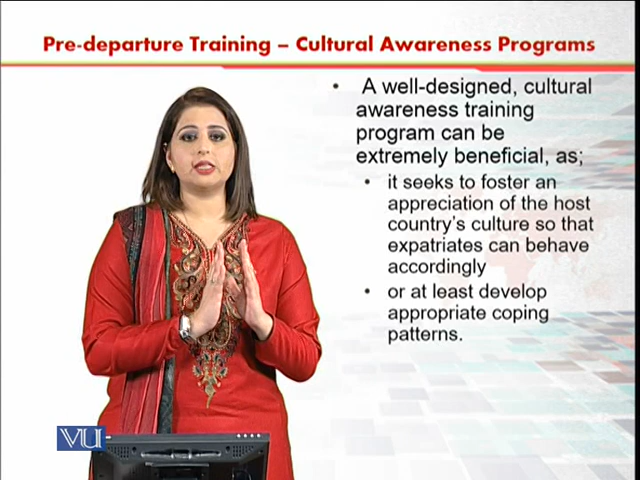 Pre-departure Training – Cultural Awareness Programs
• A well-designed, cultural
awareness training
program can be
extremely beneficial, as;
• it seeks to foster an
appreciation of the host
country's culture so that
expatriates can behave
accordingly
• or at least develop
appropriate coping
patterns.
VU